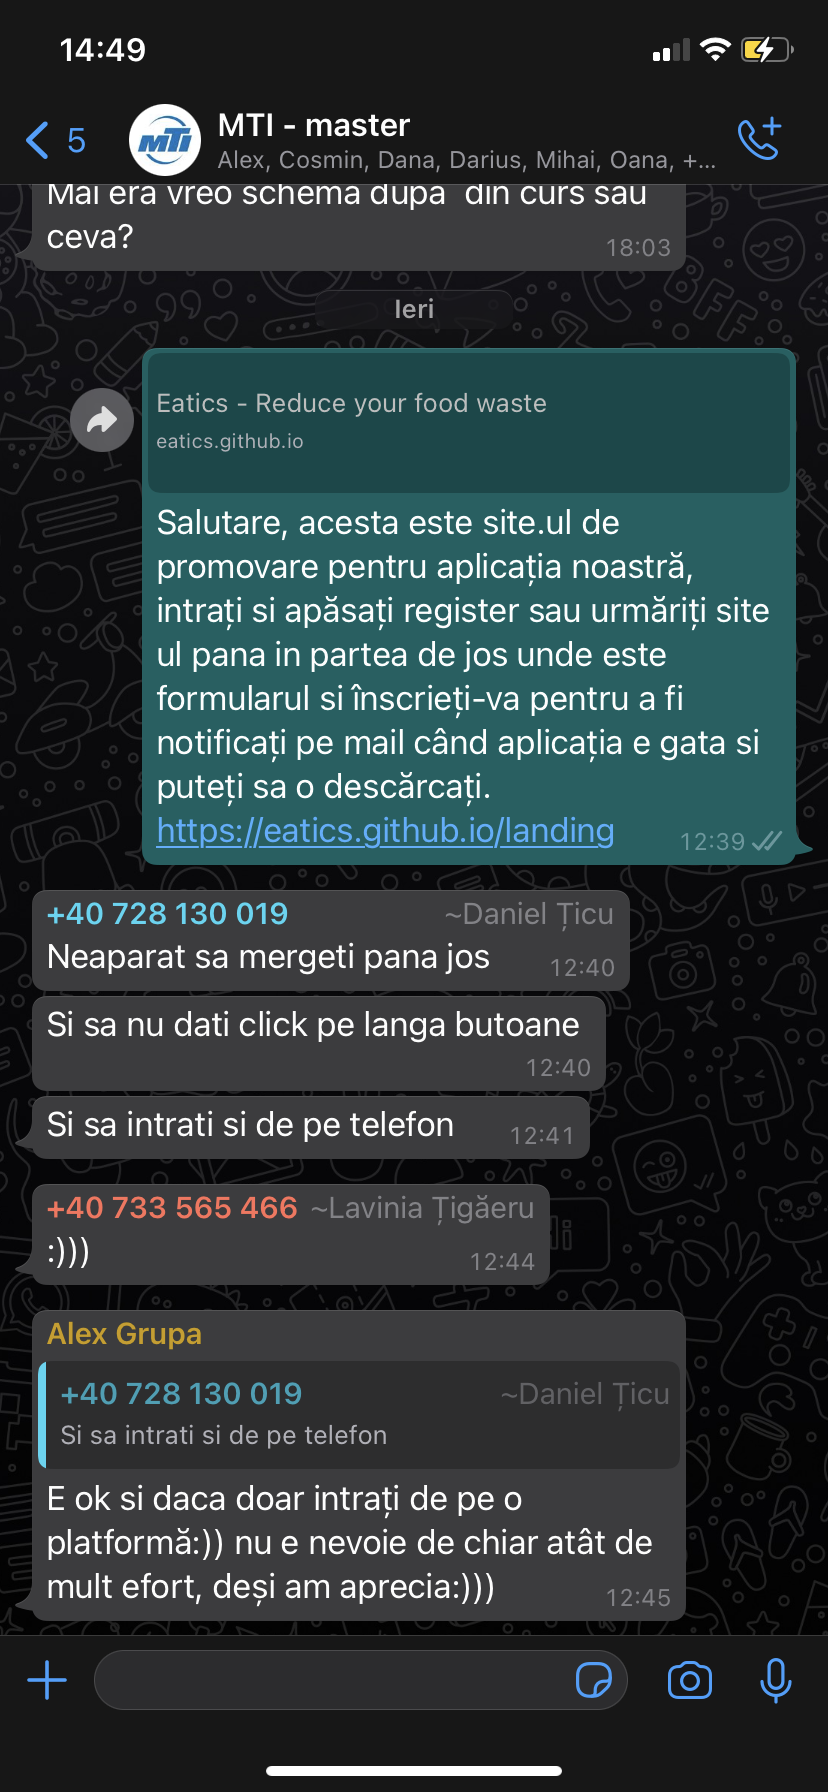 14:49
5
MTI
MTI - master
Alex, Cosmin, Dana, Darius, Mihai, Oana, +...
Mai era vreo schema dupa din curs sau
ceva?
18:03
Ieri
Eatics - Reduce your food waste
eatics.github.io
Salutare, acesta este site.ul de
promovare pentru aplicația noastră,
intrați si apăsați register sau urmăriți site
ul pana in partea de jos unde este
formularul si înscrieți-va pentru a fi
notificați pe mail când aplicația e gata si
puteți sa o descărcați.
https://eatics.github.io/landing
12:39
+40 728 130 019 ~Daniel Țicu
Neaparat sa mergeti pana jos
12:40
Si sa nu dati click pe langa butoane
12:40
Si sa intrati si de pe telefon
12:41
+40 733 565 466 ~Lavinia Țigăeru
:)))
12:44
Alex Grupa
+40 728 130 019 ~Daniel Țicu
Si sa intrati si de pe telefon
E ok si daca doar intrați de pe o
platformă:)) nu e nevoie de chiar atât de
mult efort, deși am aprecia:)))
12:45